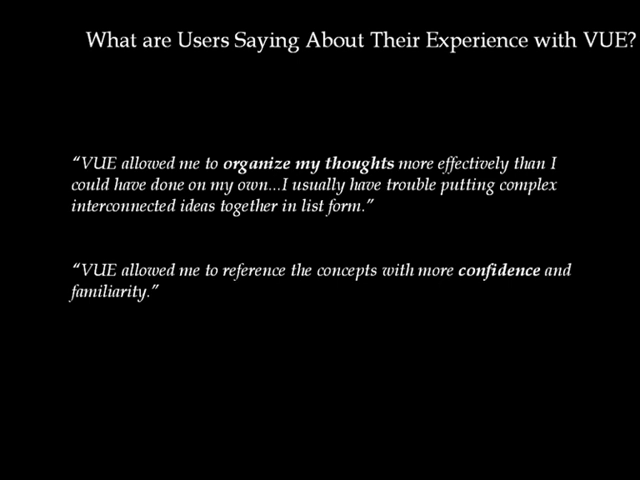 What are Users Saying About Their Experience with VUE?
“VUE allowed me to organize my thoughts more effectively than I
could have done on my own...I usually have trouble putting complex
interconnected ideas together in list form.”
“VUE allowed me to reference the concepts with more confidence and
familiarity.”